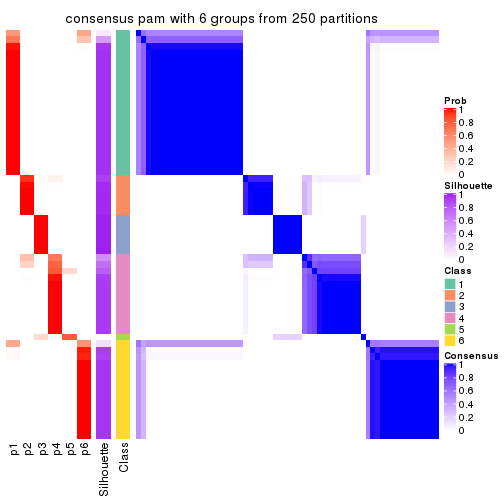 consensus pam with 6 groups from 250 partitions
Prob
1
0.8
0.6
0.4
0.2
0
Silhouette
1
0.8
0.6
0.4
0.2
0
Class
1
2
3
4
5
6
Consensus
1
0.8
0.6
0.4
0.2
0
p1
p2
p3
p4
p5
p6
Silhouette
Class